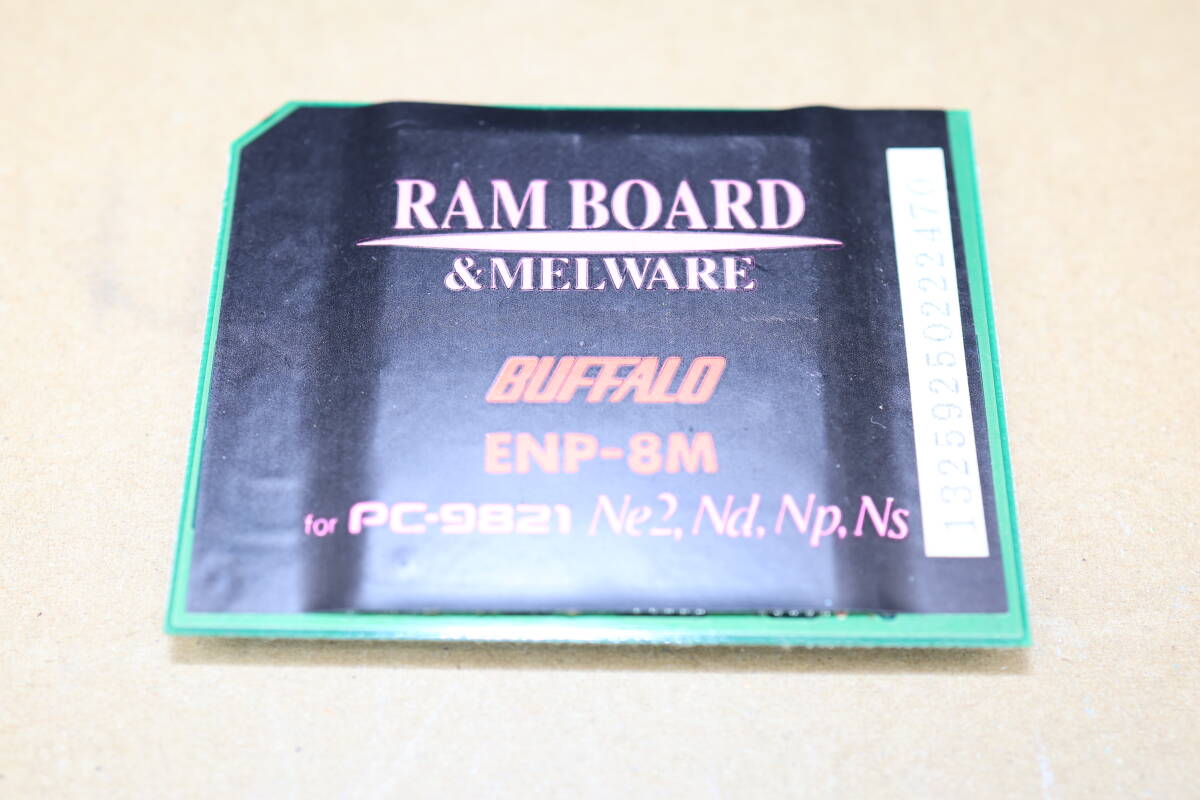 RAM BOARD
& MELWARE
BUFFALO
ENP-8M
for PC-9821 Ne2, Nd, Np, Ns
13259250222470